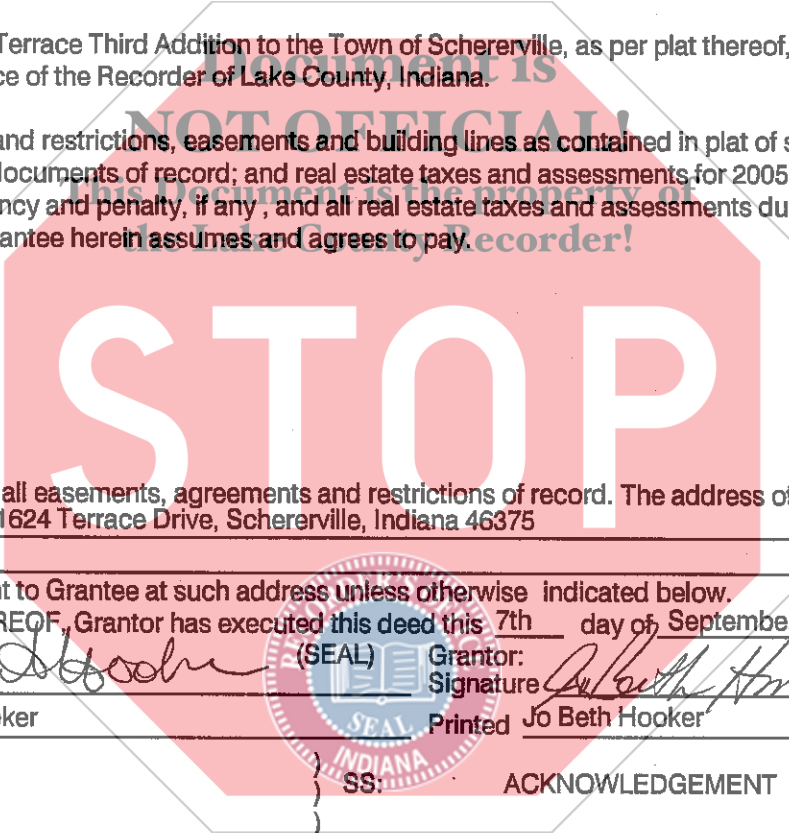 Terrace Third Addition to the Town of Schererville, as per plat thereof,
Document is
ce of the Recorder of Lake County, Indiana.
NOT OFFICIAL!
and restrictions, easements and building lines as contained in plat of s
documents of record; and real estate taxes and assessments for 2005
This Document is the property of
ncy and penalty, if any , and all real estate taxes and assessments du
the Lake County Recorder!
antee herein assumes and agrees to pay.
STOP
all easements, agreements and restrictions of record. The address of
1624 Terrace Drive, Schererville, Indiana 46375
nt to Grantee at such address unless otherwise indicated below.
REOF, Grantor has executed this deed this 7th day of September
(SEAL) Grantor:
Signature Jo Beth
ker Printed Jo Beth Hooker
SEAL
INDIANA
) SS: ACKNOWLEDGEMENT
)
)